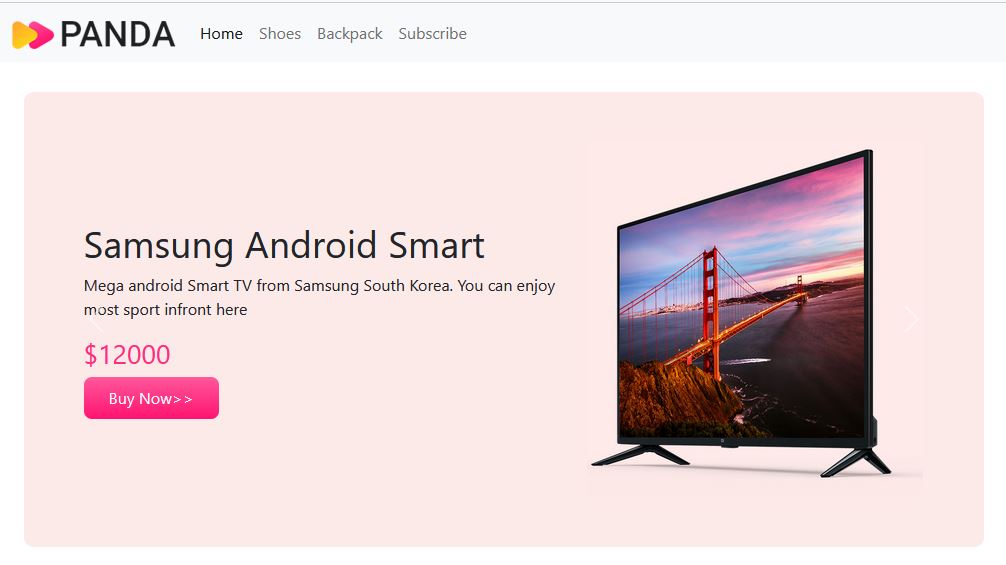 PANDA Home Shoes Backpack Subscribe
Samsung Android Smart
Mega android Smart TV from Samsung South Korea. You can enjoy
most sport infront here
$12000
Buy Now>>